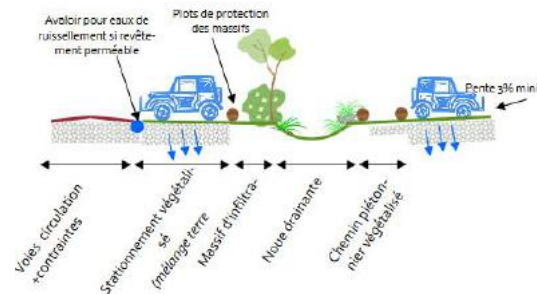 Avaloir pour eaux de
ruissellement si revête-
ment perméable
Plots de protection
des massifs
Pente 3% mini
Voies circulation
+contraintes
Stationnement végétali-
sé
(mélange terre
Massif d'infiltra-
Noue drainante
Chemin piéton-
nier végétalisé